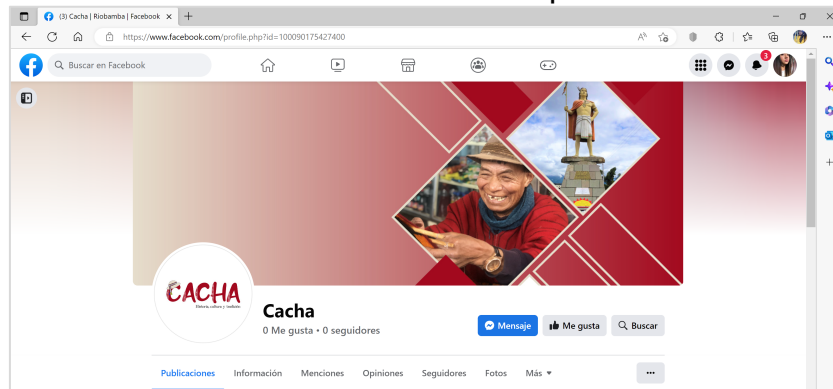 (3) Cacha | Riobamba | Facebook
https://www.facebook.com/profile.php?id=100090175427400
Buscar en Facebook
3
CACHA
Historia, cultura y tradición
Cacha
0 Me gusta • 0 seguidores
Mensaje Me gusta Buscar
Publicaciones Información Menciones Opiniones Seguidores Fotos Más